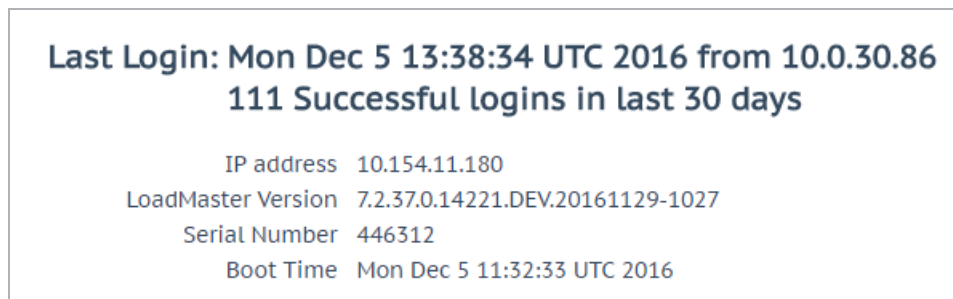 Last Login: Mon Dec 5 13:38:34 UTC 2016 from 10.0.30.86
111 Successful logins in last 30 days
IP address 10.154.11.180
LoadMaster Version 7.2.37.0.14221.DEV.20161129-1027
Serial Number 446312
Boot Time Mon Dec 5 11:32:33 UTC 2016